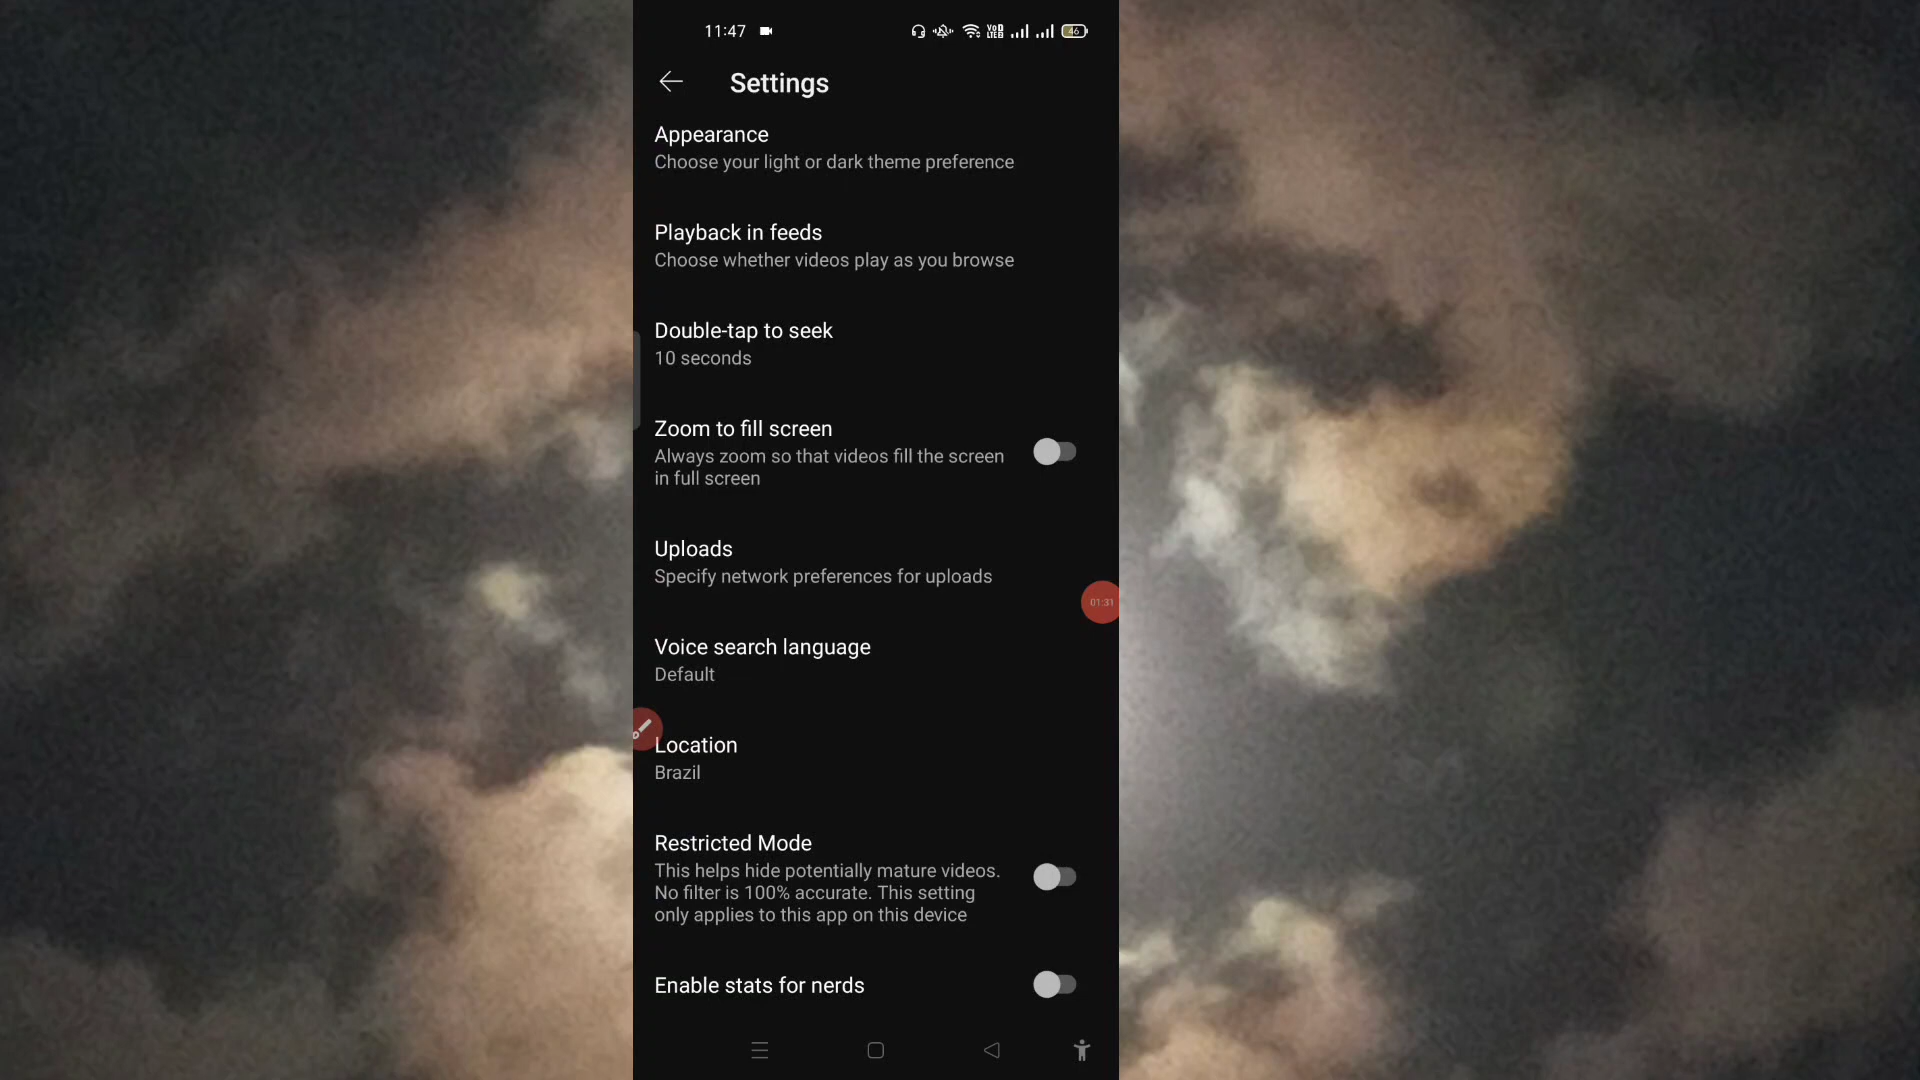 11:47
VoD
LTE2
46
Settings
Appearance
Choose your light or dark theme preference
Playback in feeds
Choose whether videos play as you browse
Double-tap to seek
10 seconds
Zoom to fill screen
Always zoom so that videos fill the screen
in full screen
Uploads
Specify network preferences for uploads
01:31
Voice search language
Default
Location
Brazil
Restricted Mode
This helps hide potentially mature videos.
No filter is 100% accurate. This setting
only applies to this app on this device
Enable stats for nerds